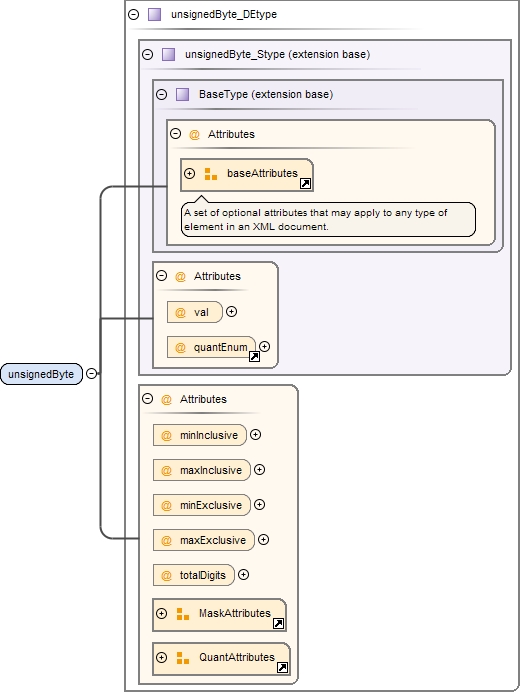 unsignedByte_DEtype
unsignedByte_Stype (extension base)
BaseType (extension base)
@ Attributes
baseAttributes
A set of optional attributes that may apply to any type of
element in an XML document.
@ Attributes
@ val
@ quantEnum
unsignedByte
@ Attributes
@ minInclusive
@ maxInclusive
@ minExclusive
@ maxExclusive
@ totalDigits
MaskAttributes
QuantAttributes